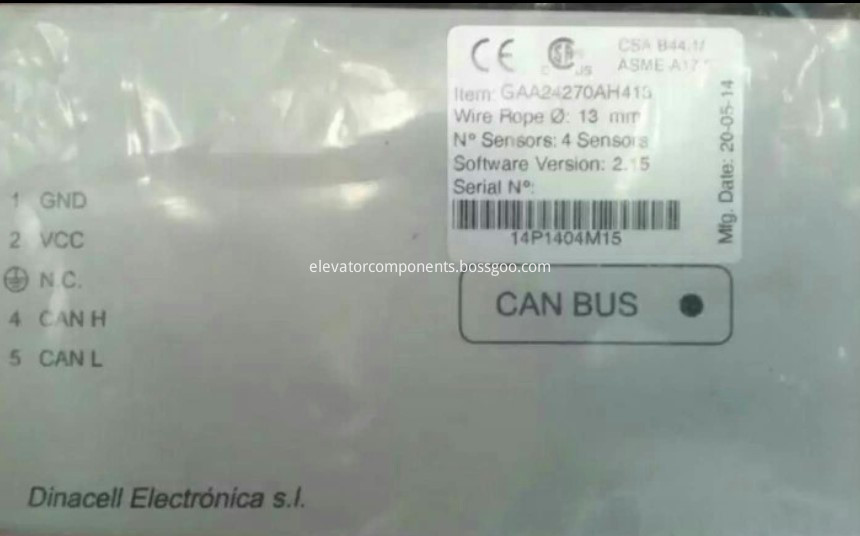 CE
CSA B44.1/
ASME A17.
Item: GAA24270AH41
Wire Rope Ø: 13 mm
Nº Sensors: 4 Sensors
Software Version: 2.15
Serial Nº:
14P1404M15
Mfg. Date: 20-05-14
1 GND
2 VCC
N.C.
4 CAN H
5 CAN L
elevatorcomponents.bossgoo.com
CAN BUS
Dinacell Electrónica s.l.